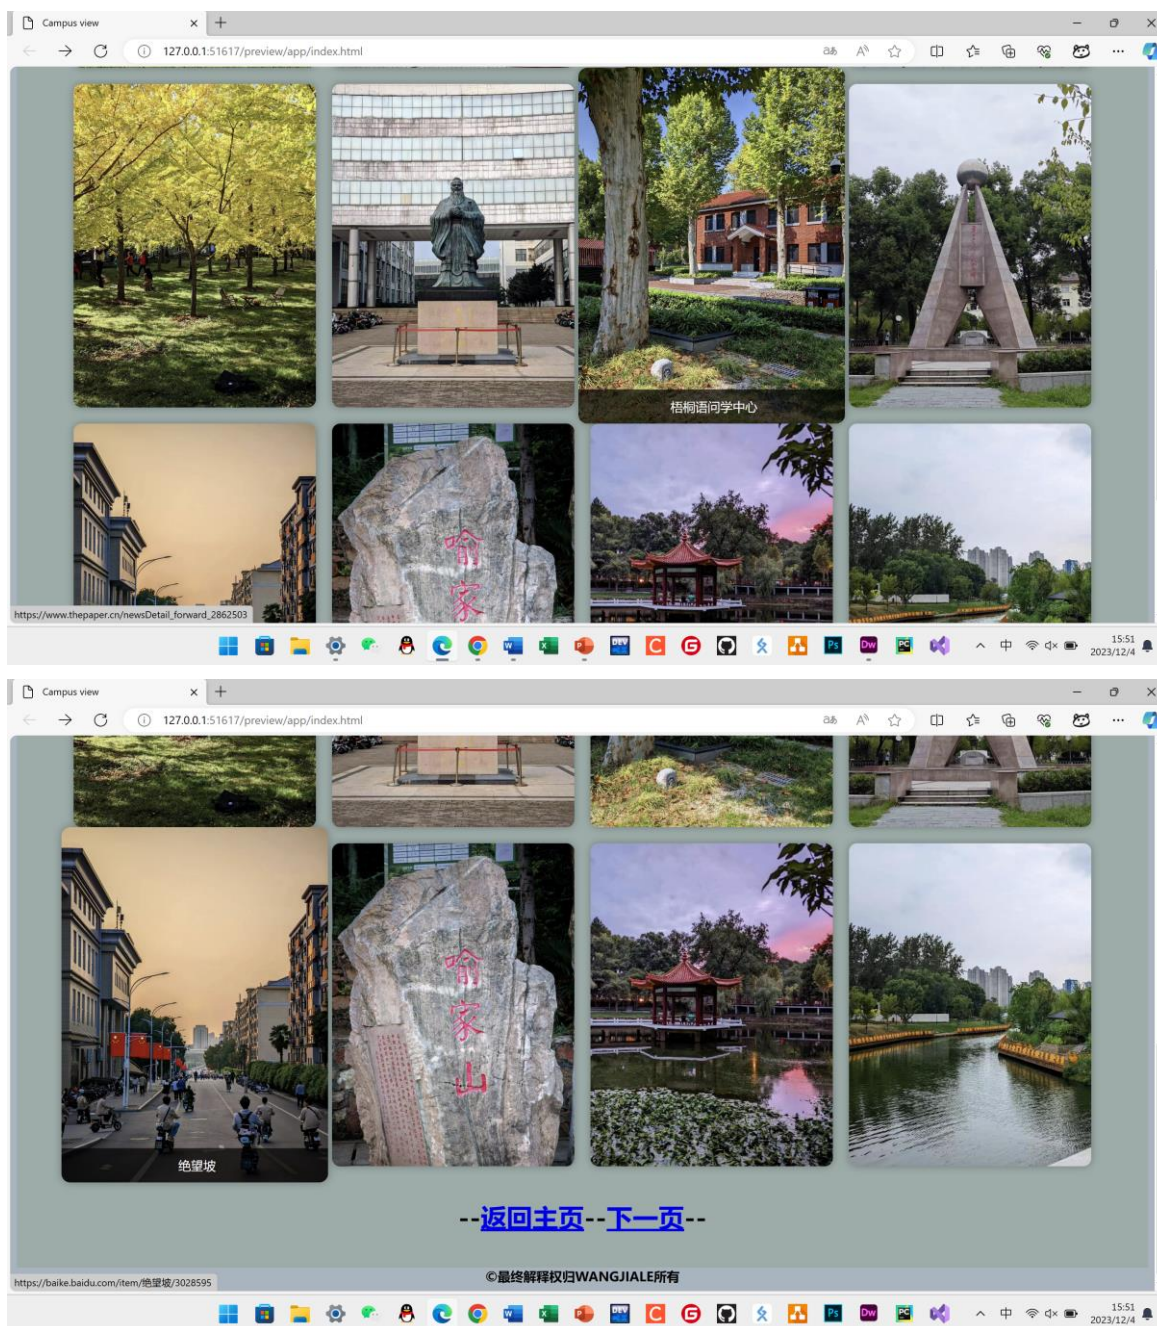 Campus view
127.0.0.1:51617/preview/app/index.html
梧桐语问学中心
喻
家
https://www.thepaper.cn/newsDetail_forward_2862503
中
15:51
2023/12/4
Campus view
127.0.0.1:51617/preview/app/index.html
喻
家
山
绝望坡
--返回主页--下一页--
©最终解释权归WANGJIALE所有
https://baike.baidu.com/item/绝望坡/3028595
中
15:51
2023/12/4